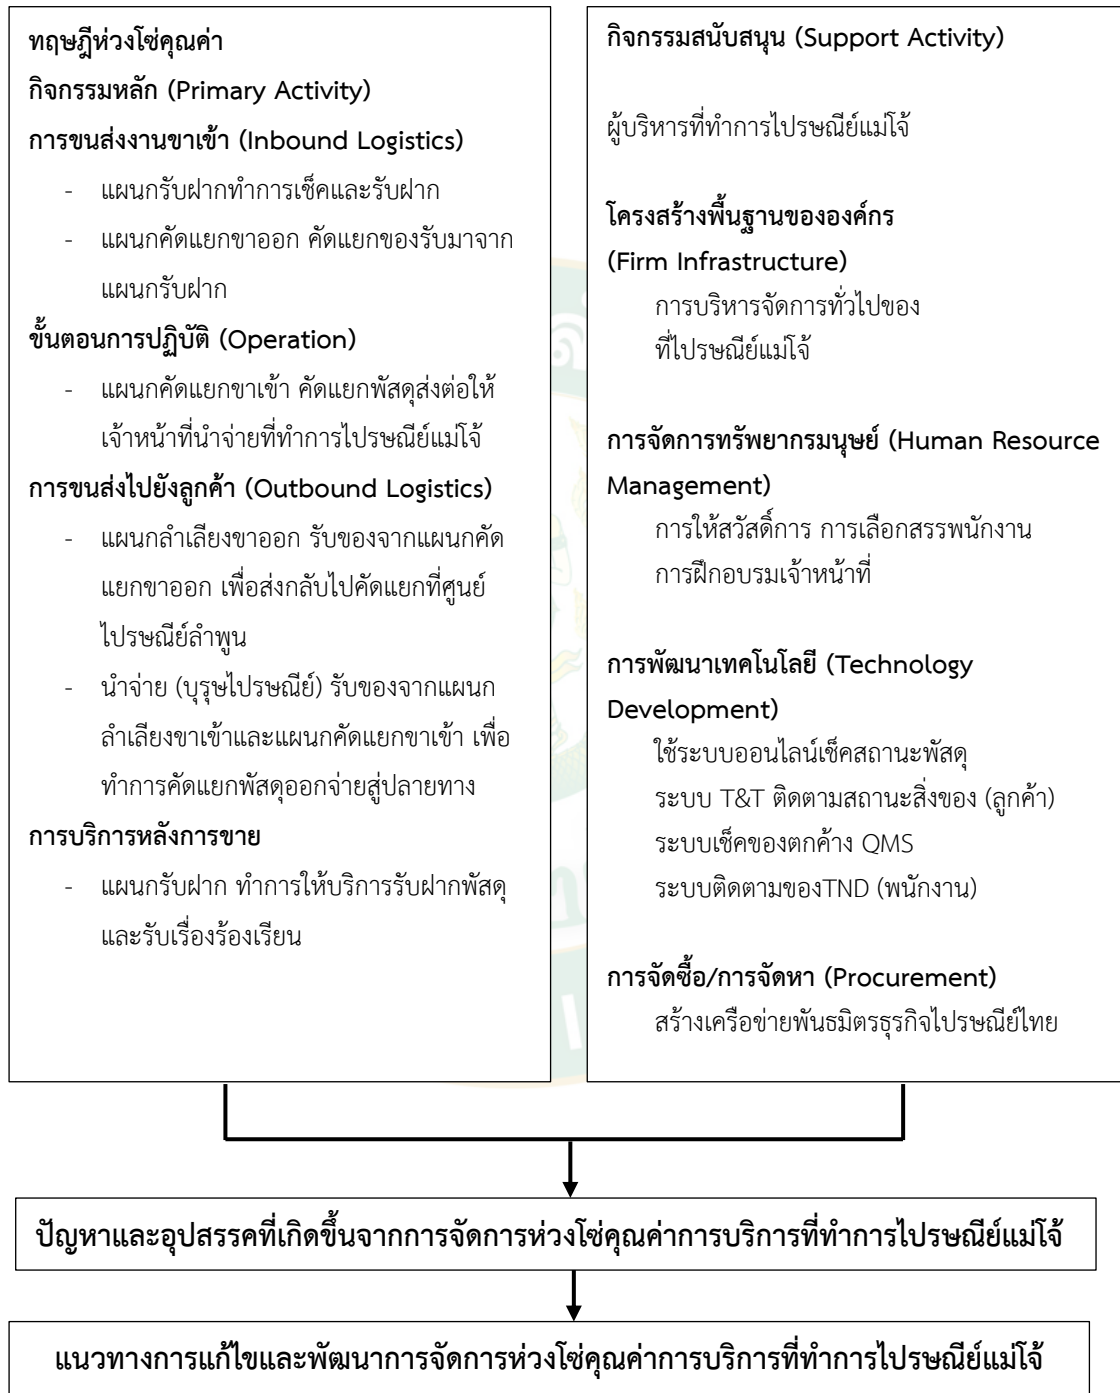 ทฤษฎีห่วงโซ่คุณค่า
กิจกรรมหลัก (Primary Activity)
การขนส่งงานขาเข้า (Inbound Logistics)
- แผนกรับฝากทำการเช็คและรับฝาก
- แผนกคัดแยกขาออก คัดแยกของรับมาจาก
แผนกรับฝาก
ขั้นตอนการปฏิบัติ (Operation)
- แผนกคัดแยกขาเข้า คัดแยกพัสดุส่งต่อให้
เจ้าหน้าที่นำจ่ายที่ทำการไปรษณีย์แม่โจ้
การขนส่งไปยังลูกค้า (Outbound Logistics)
- แผนกลำเลียงขาออก รับของจากแผนกคัด
แยกขาออก เพื่อส่งกลับไปคัดแยกที่ศูนย์
ไปรษณีย์ลำพูน
- นำจ่าย (บุรุษไปรษณีย์) รับของจากแผนก
ลำเลียงขาเข้าและแผนกคัดแยกขาเข้า เพื่อ
ทำการคัดแยกพัสดุออกจ่ายสู่ปลายทาง
การบริการหลังการขาย
- แผนกรับฝาก ทำการให้บริการรับฝากพัสดุ
และรับเรื่องร้องเรียน
กิจกรรมสนับสนุน (Support Activity)
ผู้บริหารที่ทำการไปรษณีย์แม่โจ้
โครงสร้างพื้นฐานขององค์กร
(Firm Infrastructure)
การบริหารจัดการทั่วไปของ
ที่ไปรษณีย์แม่โจ้
การจัดการทรัพยากรมนุษย์ (Human Resource
Management)
การให้สวัสดิ์การ การเลือกสรรพนักงาน
การฝึกอบรมเจ้าหน้าที่
การพัฒนาเทคโนโลยี (Technology
Development)
ใช้ระบบออนไลน์เช็คสถานะพัสดุ
ระบบ T&T ติดตามสถานะสิ่งของ (ลูกค้า)
ระบบเช็คของตกค้าง QMS
ระบบติดตามของTND (พนักงาน)
การจัดซื้อ/การจัดหา (Procurement)
สร้างเครือข่ายพันธมิตรธุรกิจไปรษณีย์ไทย
ปัญหาและอุปสรรคที่เกิดขึ้นจากการจัดการห่วงโซ่คุณค่าการบริการที่ทำการไปรษณีย์แม่โจ้
แนวทางการแก้ไขและพัฒนาการจัดการห่วงโซ่คุณค่าการบริการที่ทำการไปรษณีย์แม่โจ้